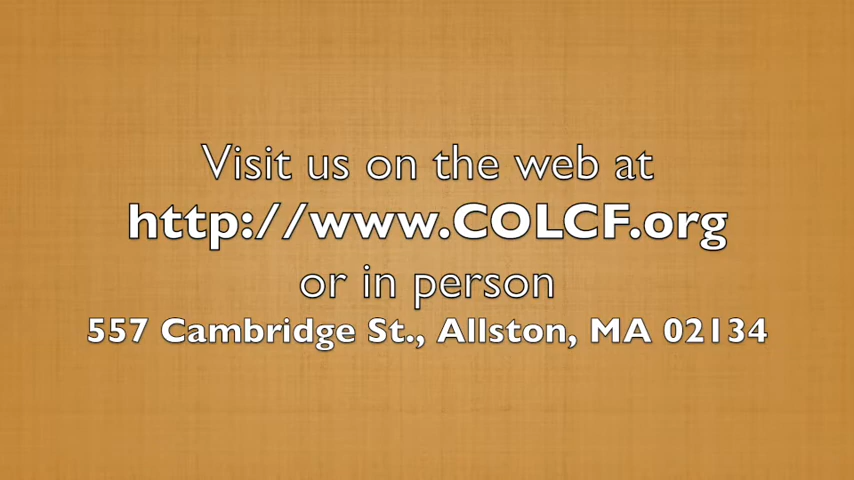 Visit us on the web at
http://www.COLCF.org
or in person
557 Cambridge St., Allston, MA 02134